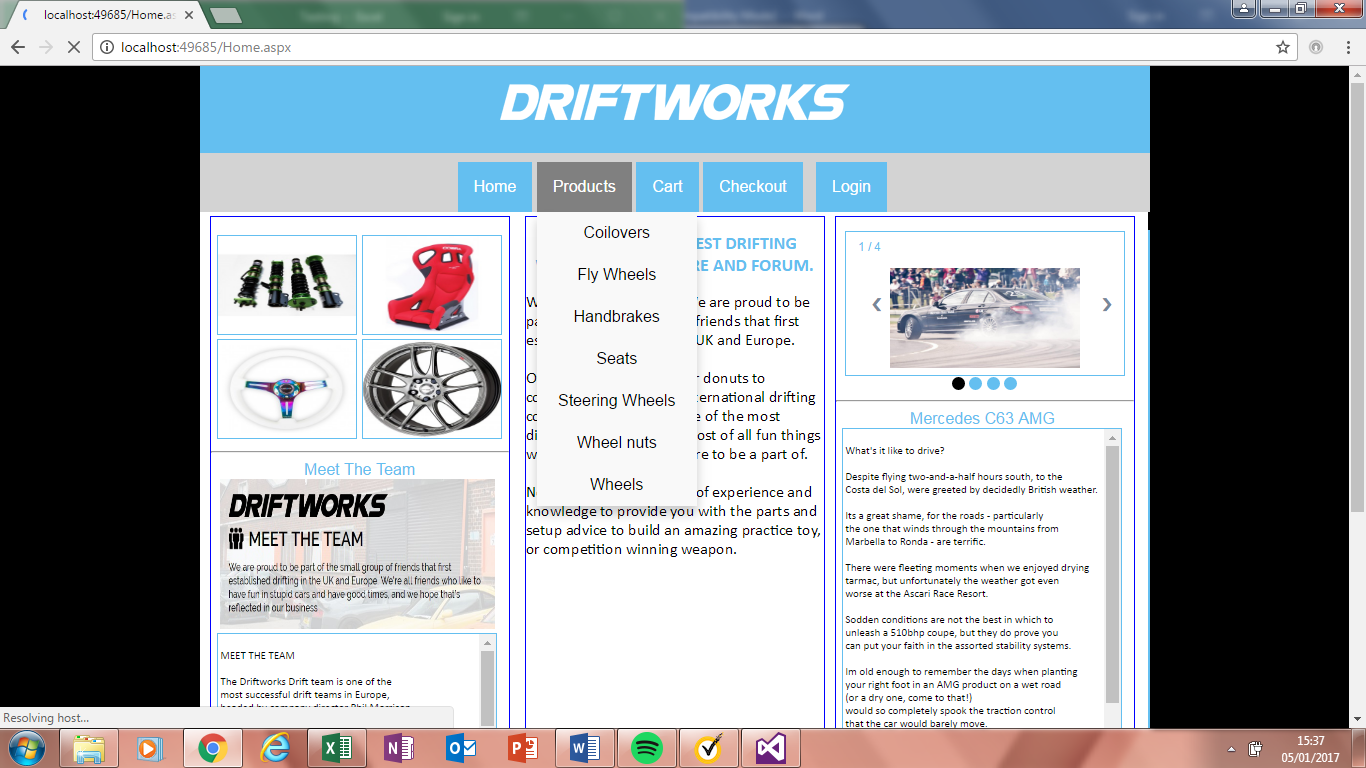 localhost:49685/Home.as
localhost:49685/Home.aspx
DRIFTWORKS
Home
Products
Cart
Checkout
Login
Coilovers
Fly Wheels
Handbrakes
Seats
Steering Wheels
Wheel nuts
Wheels
Meet The Team
DRIFTWORKS
MEET THE TEAM
We are proud to be part of the small group of friends that first
established drifting in the UK and Europe. We're all friends who like to
have fun in stupid cars and have good times, and we hope that's
reflected in our business
MEET THE TEAM
The Driftworks Drift team is one of the
most successful drift teams in Europe,
headed by company director Phil Morrison
EST DRIFTING
RE AND FORUM.
W e are proud to be
pa friends that first
es UK and Europe.
O r donuts to
co ternational drifting
co e of the most
di ost of all fun things
w re to be a part of.
N of experience and
knowledge to provide you with the parts and
setup advice to build an amazing practice toy,
or competition winning weapon.
1 / 4
❮ ❯
Mercedes C63 AMG
What's it like to drive?
Despite flying two-and-a-half hours south, to the
Costa del Sol, were greeted by decidedly British weather.
Its a great shame, for the roads - particularly
the one that winds through the mountains from
Marbella to Ronda - are terrific.
There were fleeting moments when we enjoyed drying
tarmac, but unfortunately the weather got even
worse at the Ascari Race Resort.
Sodden conditions are not the best in which to
unleash a 510bhp coupe, but they do prove you
can put your faith in the assorted stability systems.
Im old enough to remember the days when planting
your right foot in an AMG product on a wet road
(or a dry one, come to that!)
would so completely spook the traction control
that the car would barely move.
Resolving host...
15:37
05/01/2017